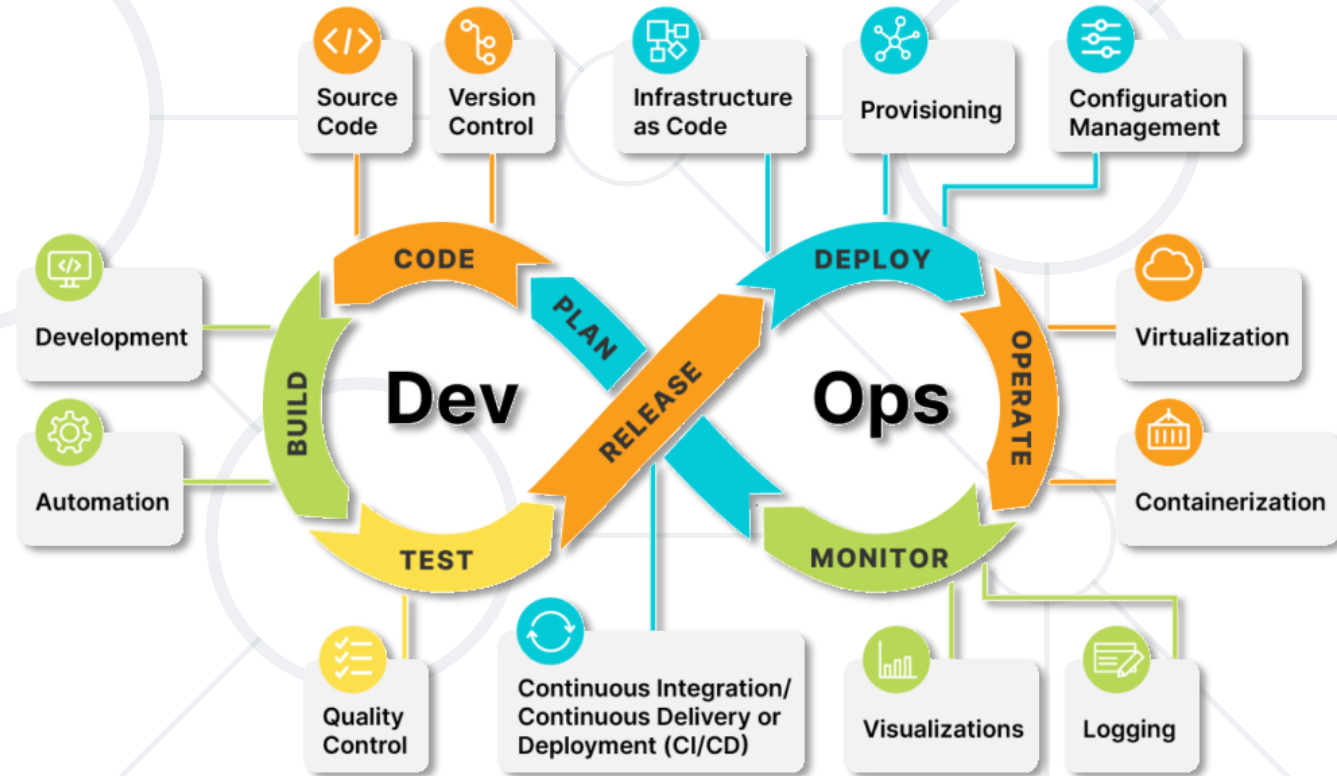 Source
Code
Version
Control
Infrastructure
as Code
Provisioning
Configuration
Management
CODE
DEPLOY
PLAN
Development
Virtualization
OPERATE
BUILD
Dev
Ops
RELEASE
Automation
Containerization
TEST
MONITOR
Quality
Control
Continuous Integration/
Continuous Delivery or
Deployment (CI/CD)
Visualizations
Logging